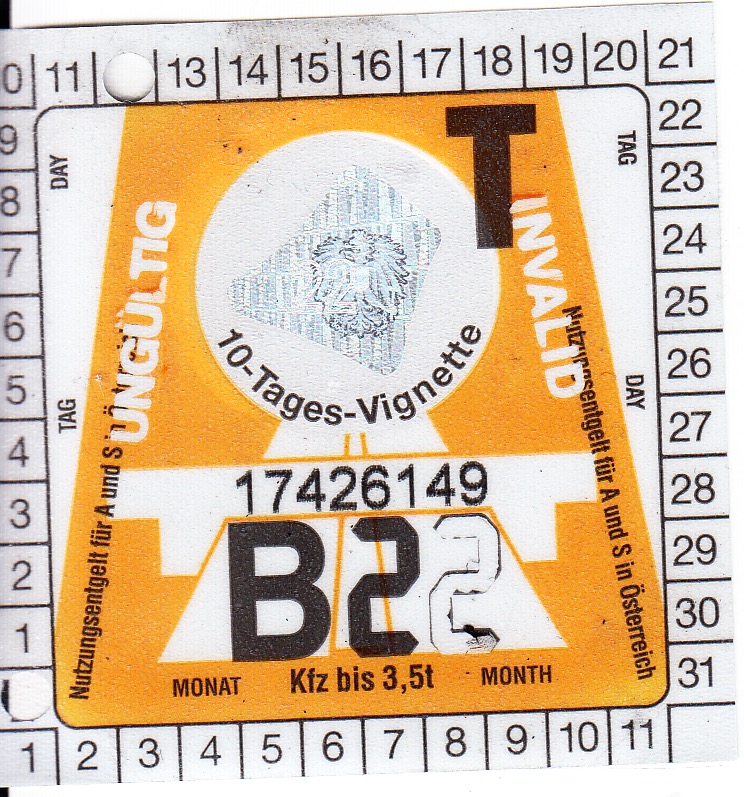 0 11 13 14 15 16 17 18 19 20 21
9 22
8 23
7 24
6 25
5 26
4 27
3 28
2 29
1 30
31
1 2 3 4 5 6 7 8 9 10 11
DAY
TAG
T
UNGÜLTIG
INVALID
10-Tages-Vignette
TAG
DAY
Nutzungsentgelt für A und S in
Nutzungsentgelt für A und S in Österreich
17426149
B22
MONAT Kfz bis 3,5t MONTH